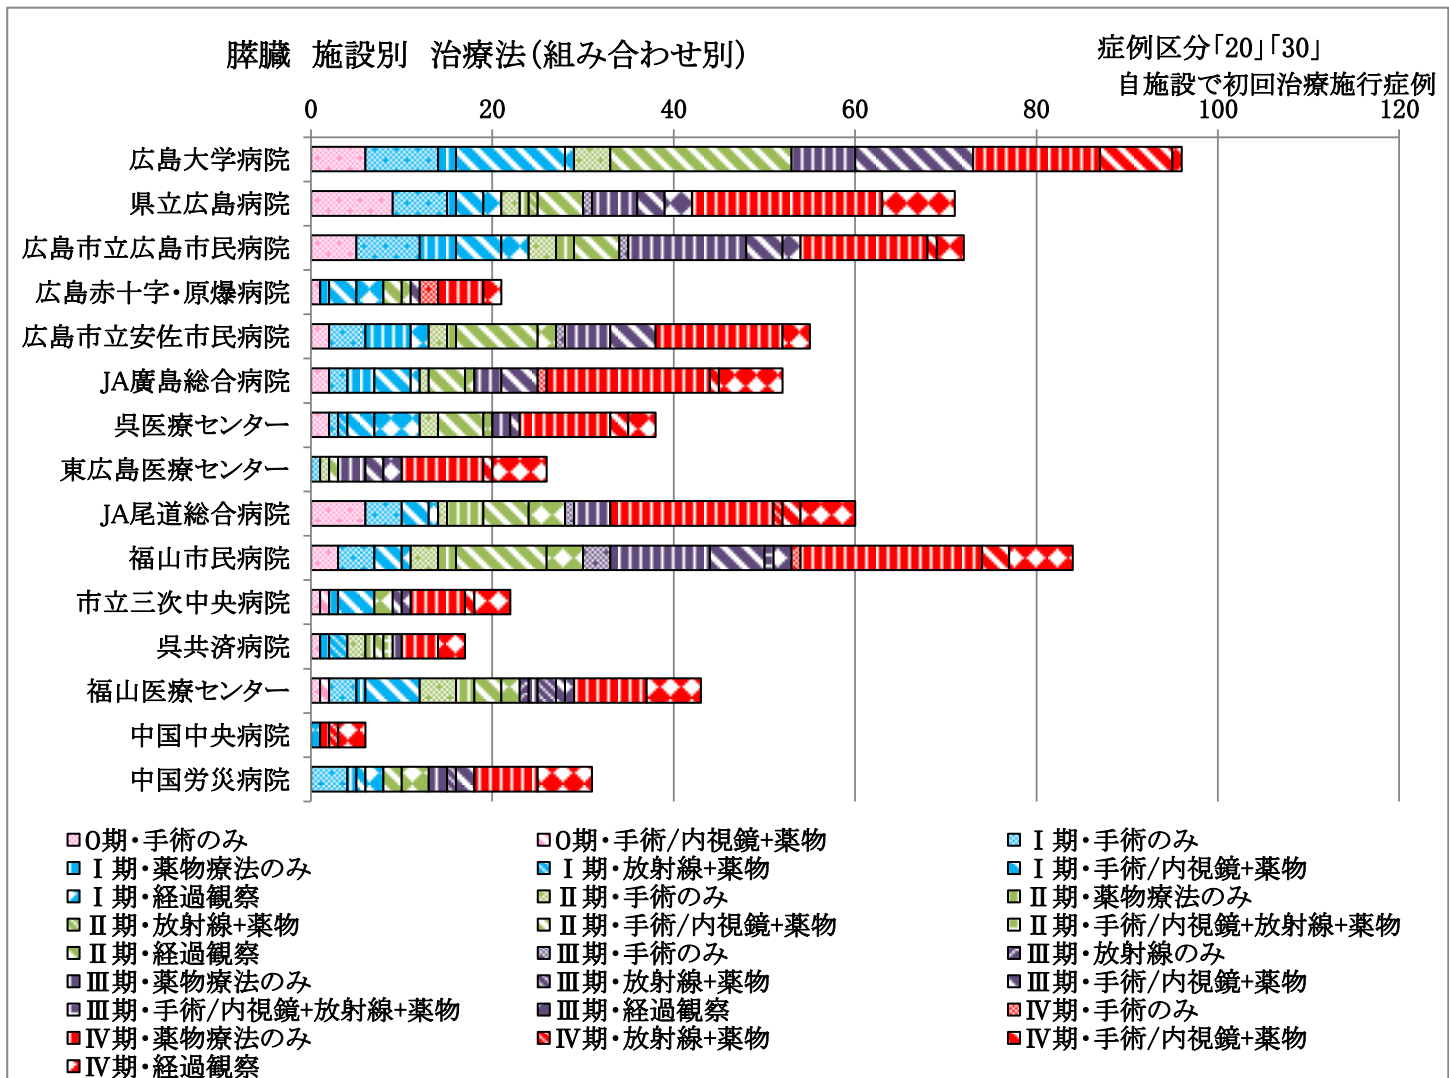 膵臓 施設別 治療法(組み合わせ別)
症例区分「20」「30」
自施設で初回治療施行症例
0 20 40 60 80 100 120
広島大学病院
県立広島病院
広島市立広島市民病院
広島赤十字・原爆病院
広島市立安佐市民病院
JA廣島総合病院
呉医療センター
東広島医療センター
JA尾道総合病院
福山市民病院
市立三次中央病院
呉共済病院
福山医療センター
中国中央病院
中国労災病院
0期・手術のみ 0期・手術/内視鏡+薬物 Ⅰ期・手術のみ
Ⅰ期・薬物療法のみ Ⅰ期・放射線+薬物 Ⅰ期・手術/内視鏡+薬物
Ⅰ期・経過観察 Ⅱ期・手術のみ Ⅱ期・薬物療法のみ
Ⅱ期・放射線+薬物 Ⅱ期・手術/内視鏡+薬物 Ⅱ期・手術/内視鏡+放射線+薬物
Ⅱ期・経過観察 Ⅲ期・手術のみ Ⅲ期・放射線のみ
Ⅲ期・薬物療法のみ Ⅲ期・放射線+薬物 Ⅲ期・手術/内視鏡+薬物
Ⅲ期・手術/内視鏡+放射線+薬物 Ⅲ期・経過観察 Ⅳ期・手術のみ
Ⅳ期・薬物療法のみ Ⅳ期・放射線+薬物 Ⅳ期・手術/内視鏡+薬物
Ⅳ期・経過観察